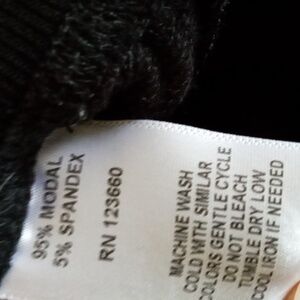 95% MODAL
5% SPANDEX
RN 123660
MACHINE WASH
COLD WITH SIMILAR
COLORS GENTLE CYCLE
DO NOT BLEACH
TUMBLE DRY LOW
COOL IRON IF NEEDED